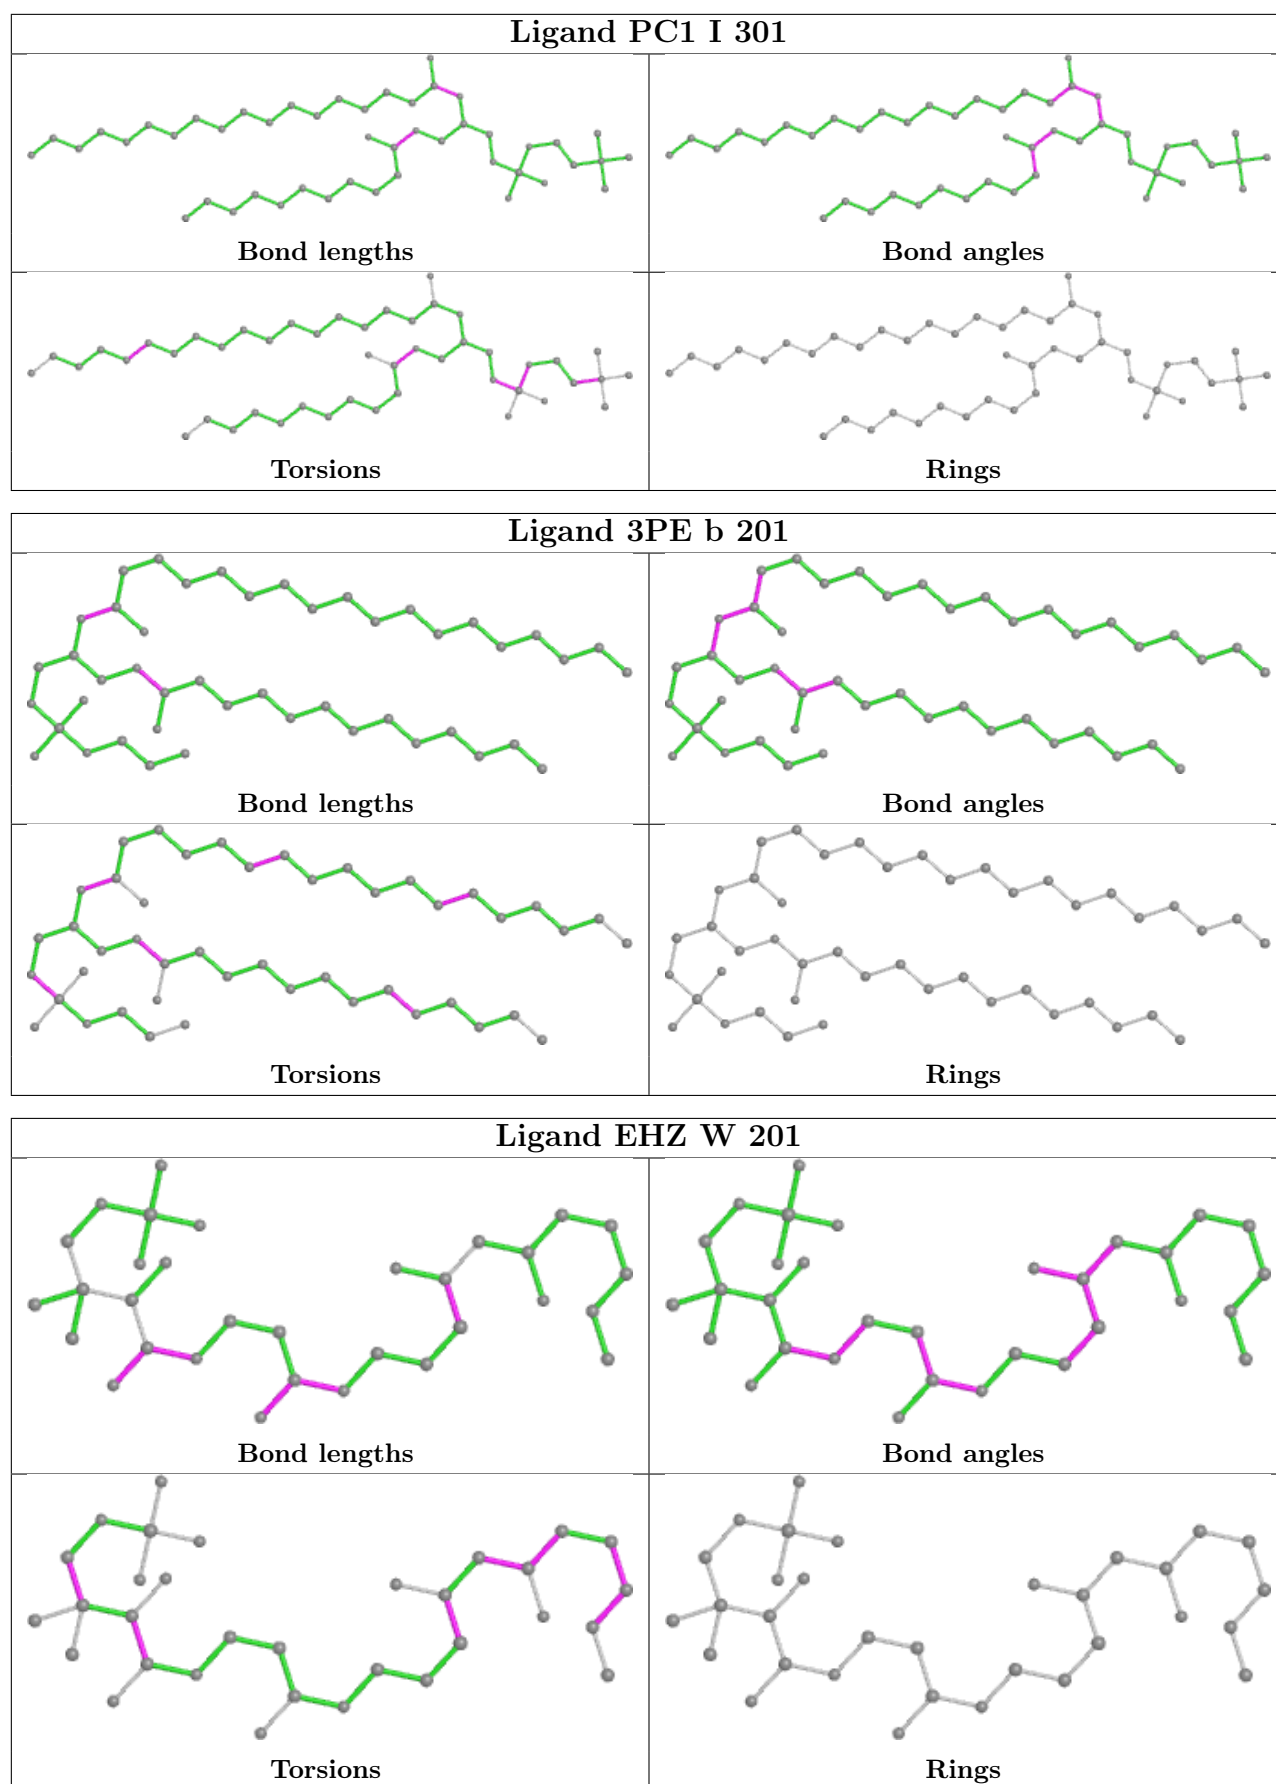 Ligand PC1 I 301
Bond lengths
Bond angles
Torsions
Rings
Ligand 3PE b 201
Bond lengths
Bond angles
Torsions
Rings
Ligand EHZ W 201
Bond lengths
Bond angles
Torsions
Rings